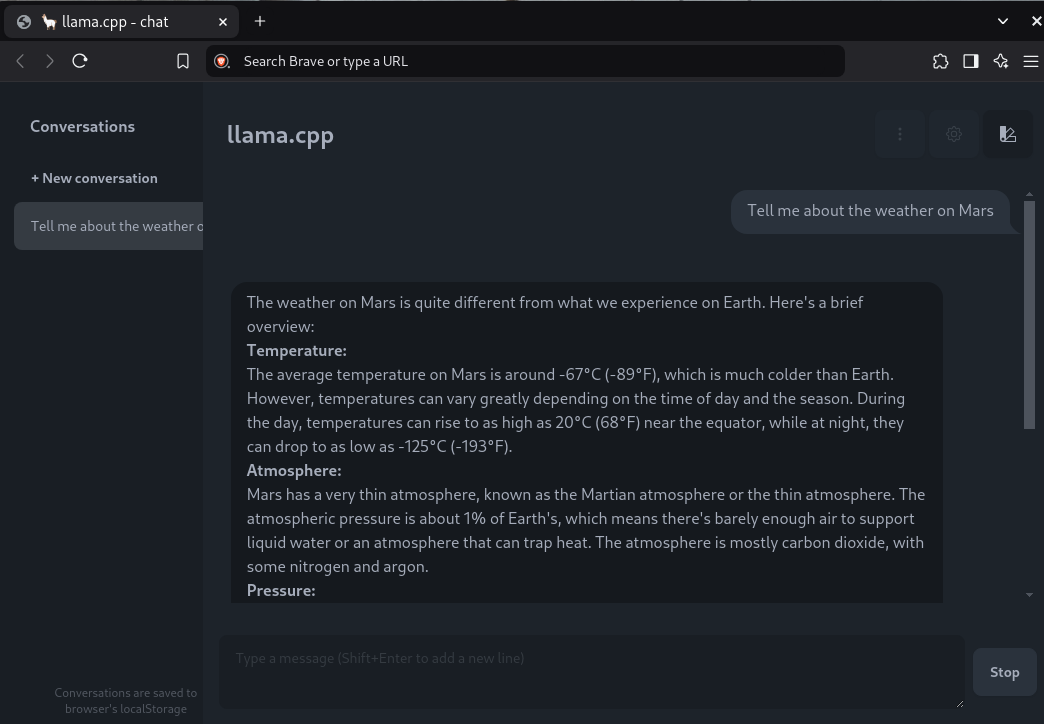 llama.cpp - chat
Search Brave or type a URL
Conversations
+ New conversation
Tell me about the weather o
Conversations are saved to
browser's localStorage
llama.cpp
Tell me about the weather on Mars
The weather on Mars is quite different from what we experience on Earth. Here's a brief
overview:
Temperature:
The average temperature on Mars is around -67°C (-89°F), which is much colder than Earth.
However, temperatures can vary greatly depending on the time of day and the season. During
the day, temperatures can rise to as high as 20°C (68°F) near the equator, while at night, they
can drop to as low as -125°C (-193°F).
Atmosphere:
Mars has a very thin atmosphere, known as the Martian atmosphere or the thin atmosphere. The
atmospheric pressure is about 1% of Earth's, which means there's barely enough air to support
liquid water or an atmosphere that can trap heat. The atmosphere is mostly carbon dioxide, with
some nitrogen and argon.
Pressure:
Type a message (Shift+Enter to add a new line)
Stop